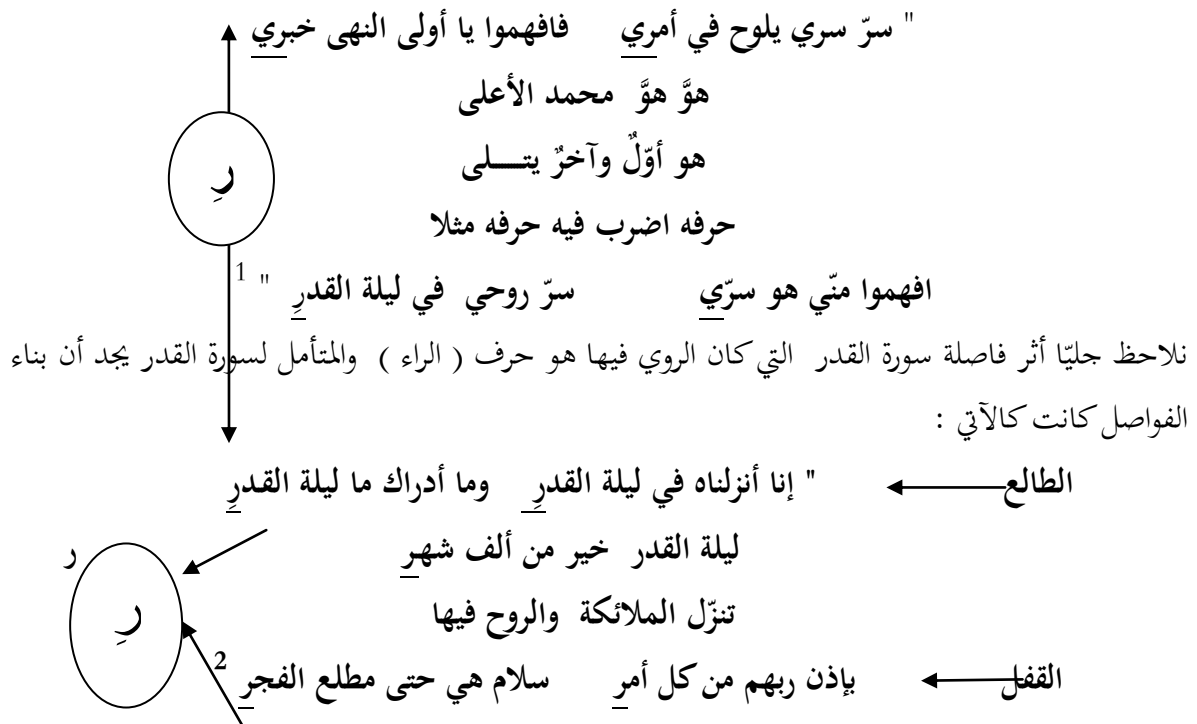 " سرّ سري يلوح في أمري    فافهموا يا أولى النهى خبري
هوَّ هوَّ محمد الأعلى
هو أوّلٌ وآخرٌ يتـــلى
رِ
حرفه اضرب فيه حرفه مثلا
افهموا منّي هو سرّي    سرّ روحي في ليلة القدرِ " 1
نلاحظ جليّا أثر فاصلة سورة القدر التي كان الروي فيها هو حرف ( الراء ) والمتأمل لسورة القدر يجد أن بناء
الفواصل كانت كالآتي :
الطالع    " إنا أنزلناه في ليلة القدرِ    وما أدراك ما ليلة القدرِ
ليلة القدر خير من ألف شهر
ر
رِ
تنزّل الملائكة والروح فيها
القفل    بإذن ربهم من كل أمر    سلام هي حتى مطلع الفجر 2